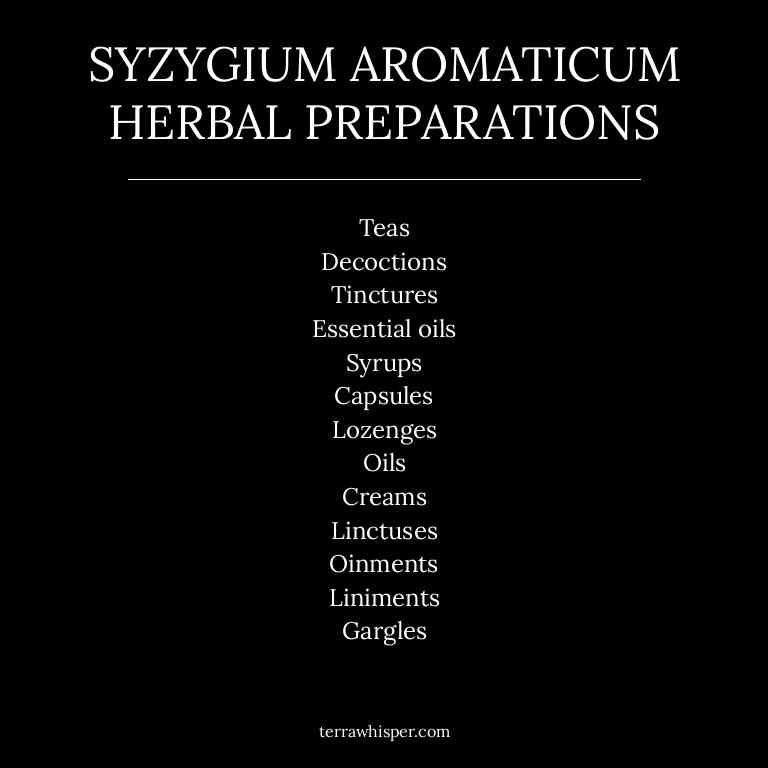 SYZYGIUM AROMATICUM
HERBAL PREPARATIONS
Teas
Decoctions
Tinctures
Essential oils
Syrups
Capsules
Lozenges
Oils
Creams
Linctuses
Oinments
Liniments
Gargles
terrawhisper.com